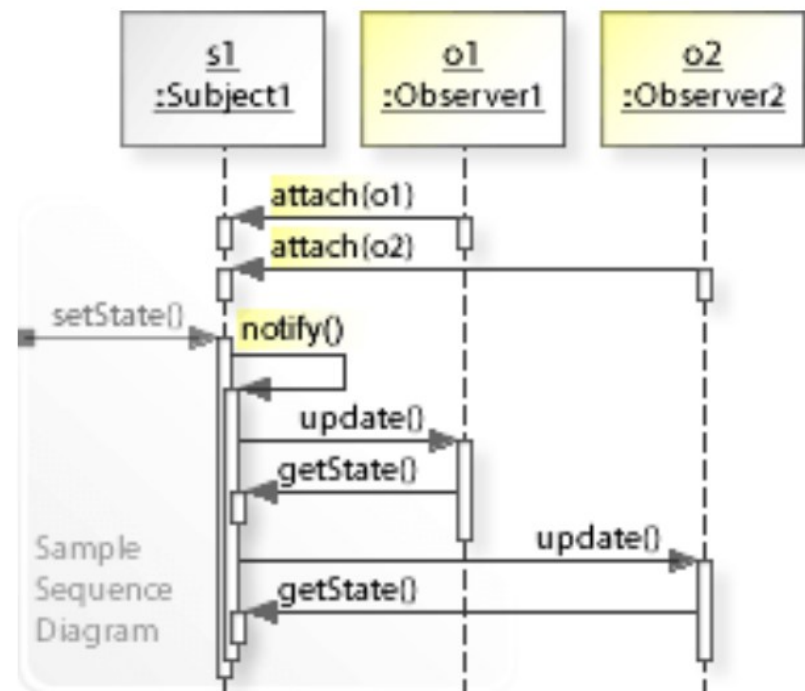 s1
:Subject1
o1
:Observer1
o2
:Observer2
attach(o1)
attach(o2)
setState()
notify()
update()
getState()
update()
getState()
Sample
Sequence
Diagram